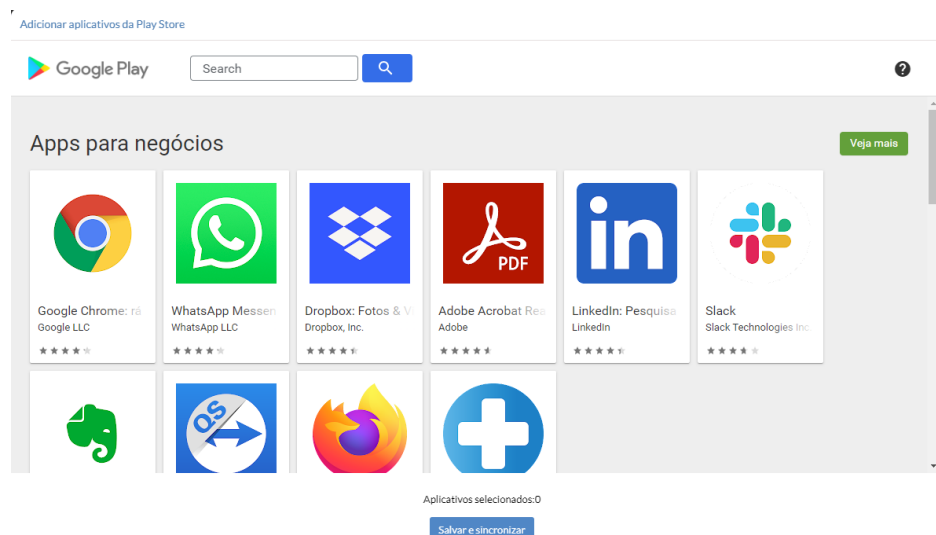 Adicionar aplicativos da Play Store
Google Play
Search
Apps para negócios
Veja mais
PDF
in
Google Chrome: rá
Google LLC
WhatsApp Messen
WhatsApp LLC
Dropbox: Fotos & V
Dropbox, Inc.
Adobe Acrobat Rea
Adobe
LinkedIn: Pesquisa
LinkedIn
Slack
Slack Technologies Inc.
QS
Aplicativos selecionados:0
Salvar e sincronizar